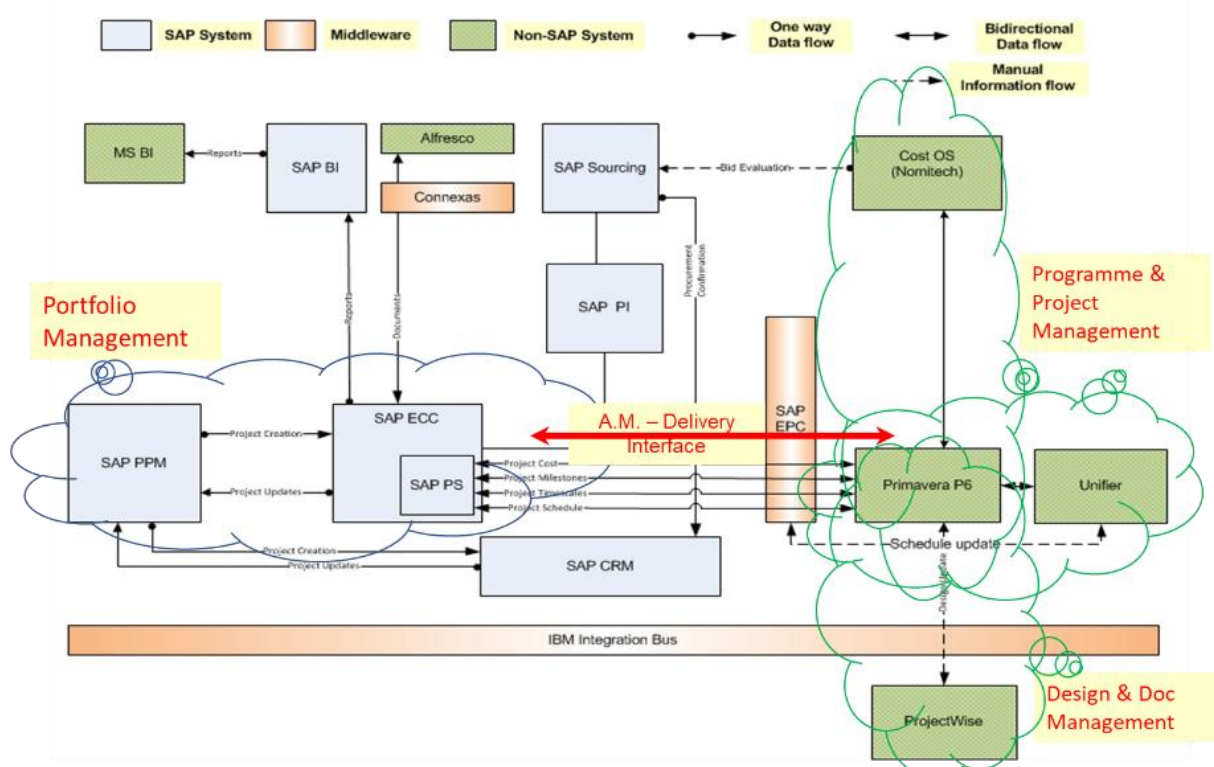 SAP System
Middleware
Non-SAP System
One way
Data flow
Bidirectional
Data flow
Manual
Information flow
MS BI
Reports
SAP BI
Alfresco
Connexas
SAP Sourcing
Bid Evaluation
Cost OS
(Nomitech)
Portfolio
Management
Reports
Documents
SAP PI
Procurement
Confirmation
Programme &
Project
Management
SAP PPM
Project Creation
Project Updates
SAP ECC
SAP PS
A.M. – Delivery
Interface
SAP
EPC
Project Cost
Project Milestones
Project Timescales
Project Schedule
Primavera P6
Unifier
Schedule update
Project Creation
Project Updates
SAP CRM
Design Update
IBM Integration Bus
ProjectWise
Design & Doc
Management